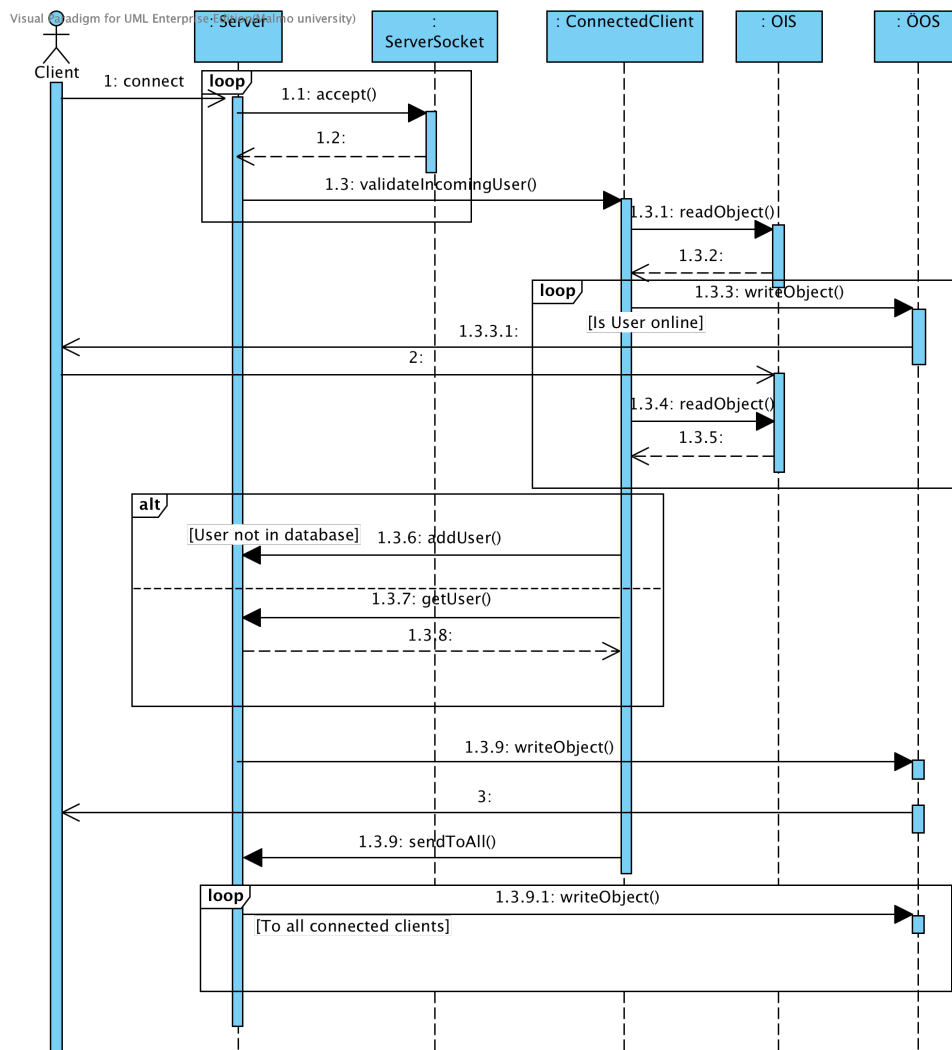 Visual Paradigm for UML Enterprise Edition(Malmo university)
: Server
:
ServerSocket
: ConnectedClient
: OIS
: ÖOS
Client
loop
1: connect
1.1: accept()
1.2:
1.3: validateIncomingUser()
1.3.1: readObject()
1.3.2:
loop
1.3.3: writeObject()
[Is User online]
1.3.3.1:
2:
1.3.4: readObject()
1.3.5:
alt
[User not in database]
1.3.6: addUser()
1.3.7: getUser()
1.3.8:
1.3.9: writeObject()
3:
1.3.9: sendToAll()
loop
1.3.9.1: writeObject()
[To all connected clients]